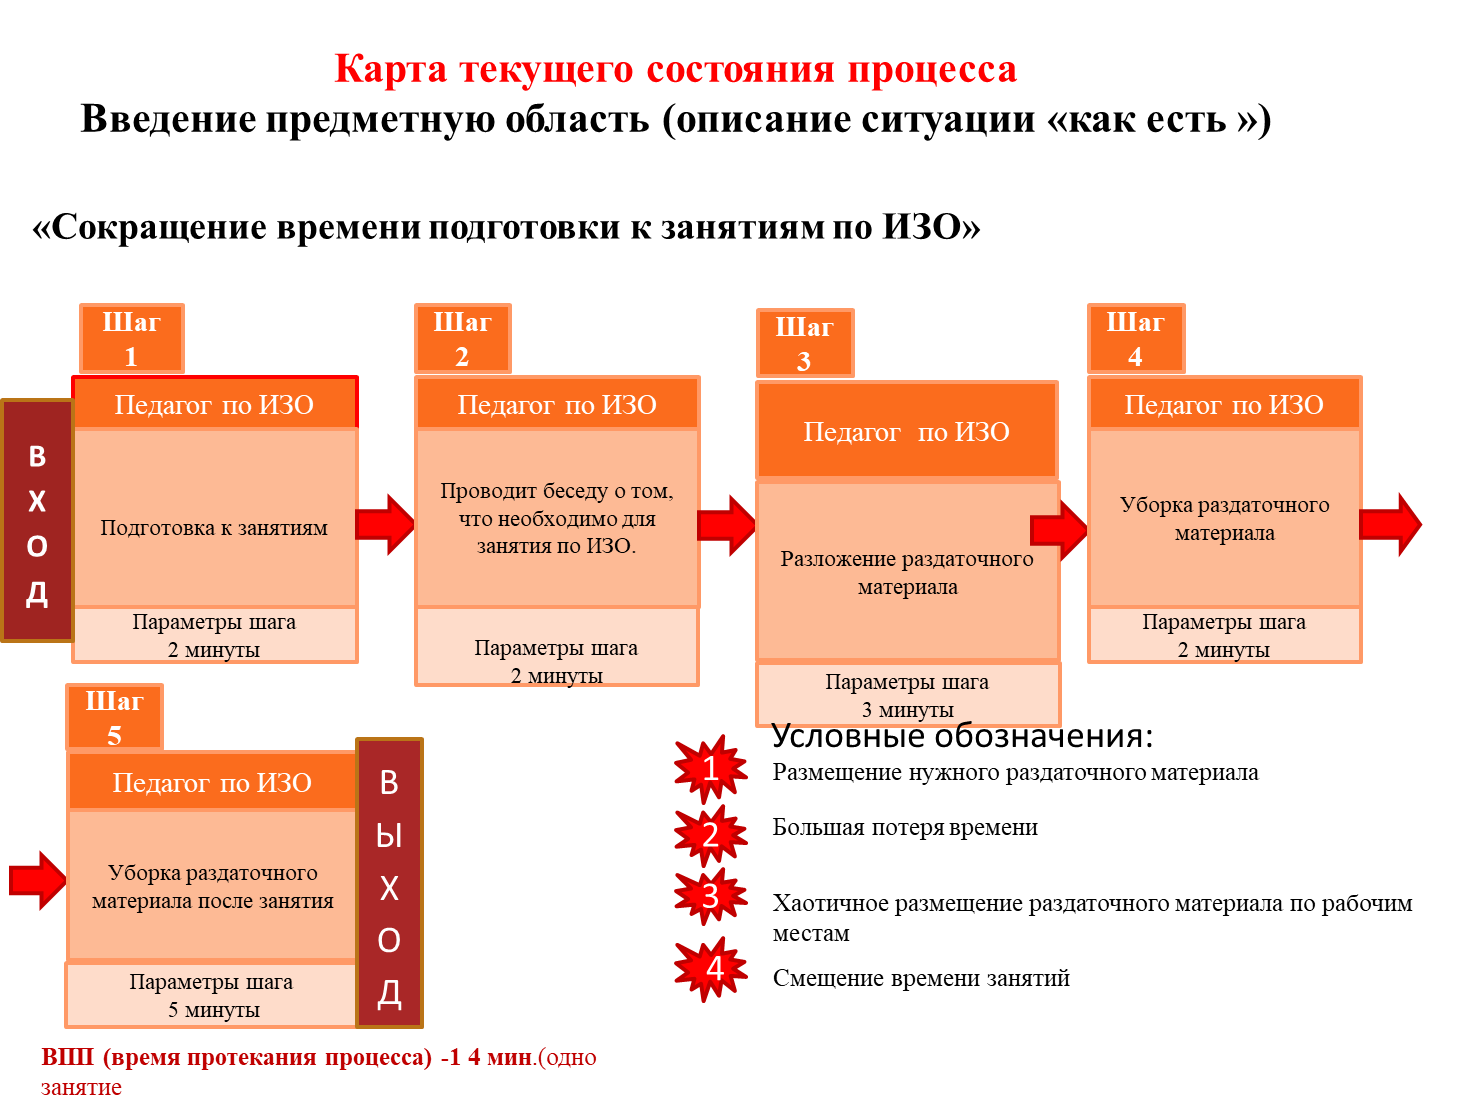 Карта текущего состояния процесса
Введение предметную область (описание ситуации «как есть »)
«Сокращение времени подготовки к занятиям по ИЗО»
Шаг
1
Педагог по ИЗО
Подготовка к занятиям
Параметры шага
2 минуты
В
Х
О
Д
Шаг
2
Педагог по ИЗО
Проводит беседу о том,
что необходимо для
занятия по ИЗО.
Параметры шага
2 минуты
Шаг
3
Педагог по ИЗО
Разложение раздаточного
материала
Параметры шага
3 минуты
Шаг
4
Педагог по ИЗО
Уборка раздаточного
материала
Параметры шага
2 минуты
Шаг
5
Педагог по ИЗО
Уборка раздаточного
материала после занятия
Параметры шага
5 минуты
В
Ы
Х
О
Д
Условные обозначения:
1
Размещение нужного раздаточного материала
2
Большая потеря времени
3
Хаотичное размещение раздаточного материала по рабочим
местам
4
Смещение времени занятий
ВПП (время протекания процесса) -1 4 мин.(одно
занятие